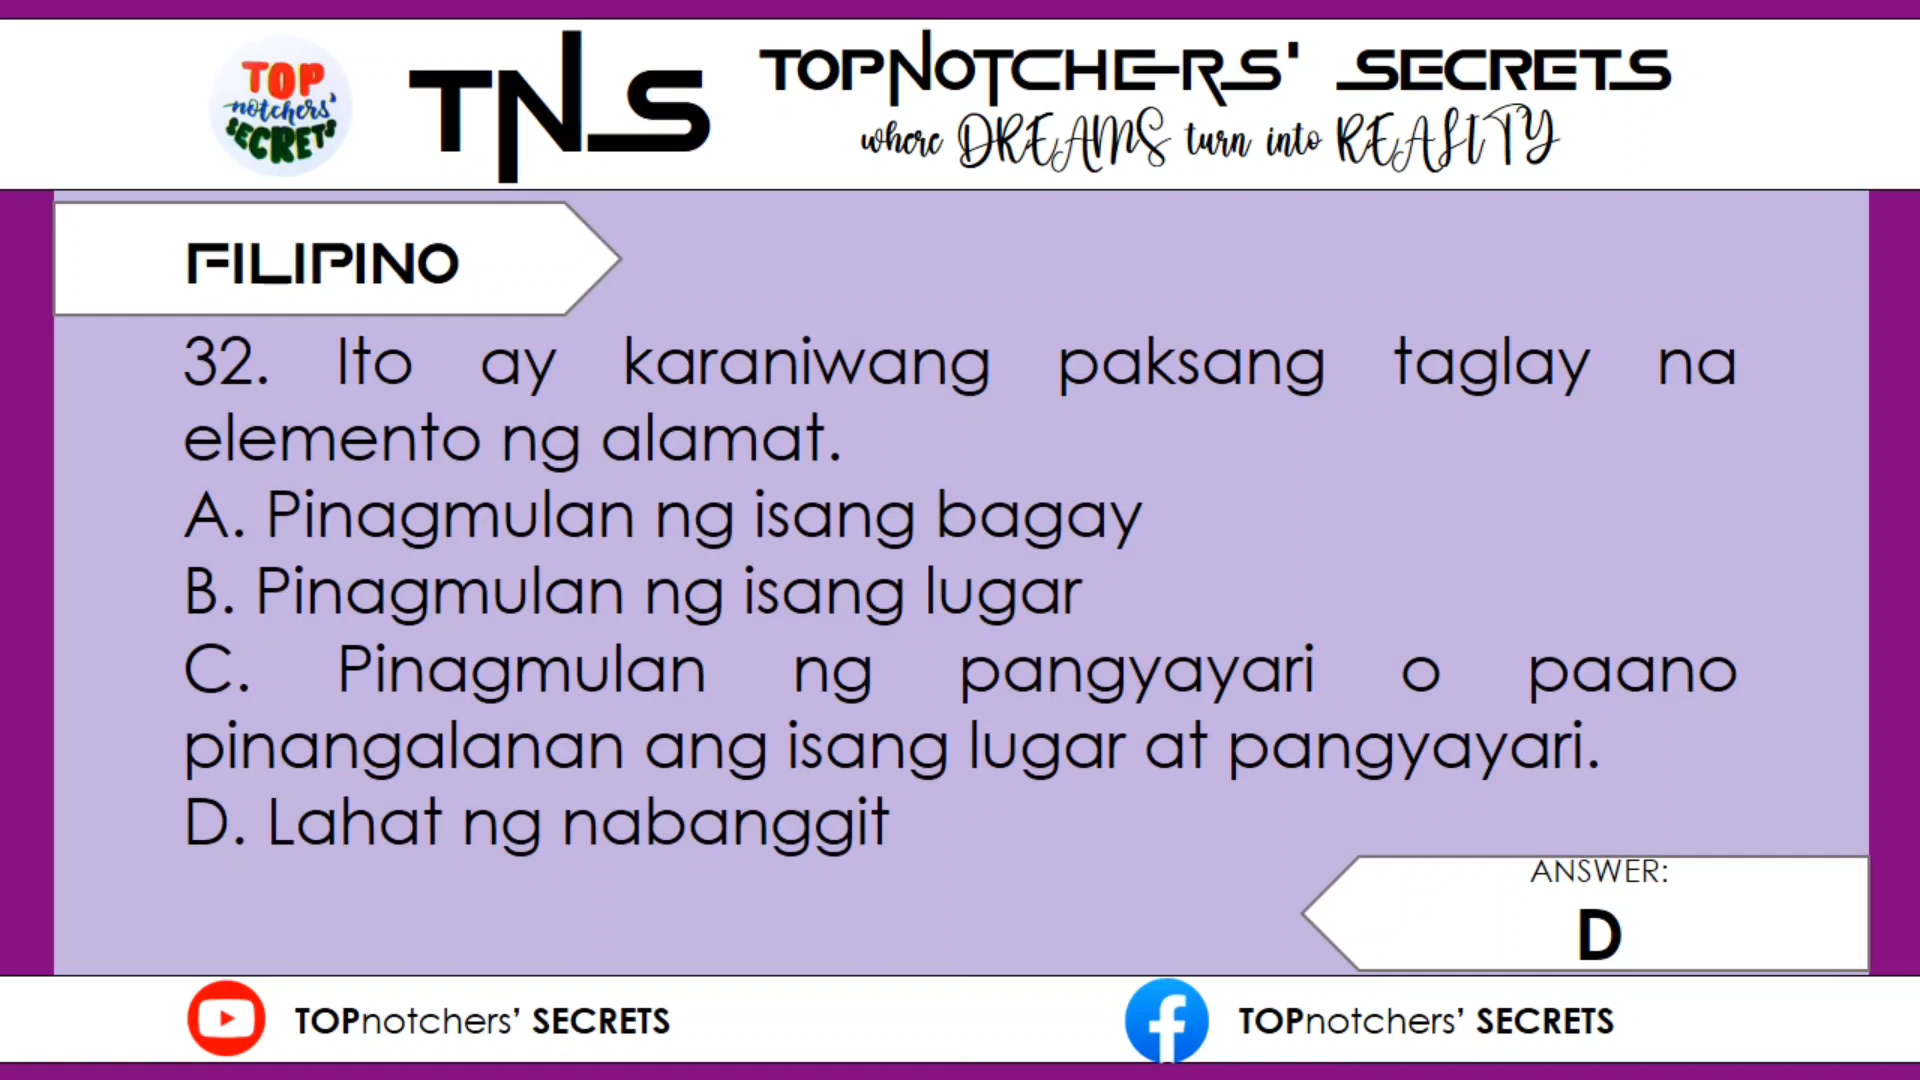 TOP
notchers'
SECRETS
TNS
TOPNOTCHERS' SECRETS
where DREAMS turn into REALITY
FILIPINO
32. Ito ay karaniwang paksang taglay na
elemento ng alamat.
A. Pinagmulan ng isang bagay
B. Pinagmulan ng isang lugar
C. Pinagmulan ng pangyayari o paano
pinangalanan ang isang lugar at pangyayari.
D. Lahat ng nabanggit
ANSWER:
D
TOPnotchers’ SECRETS
TOPnotchers’ SECRETS